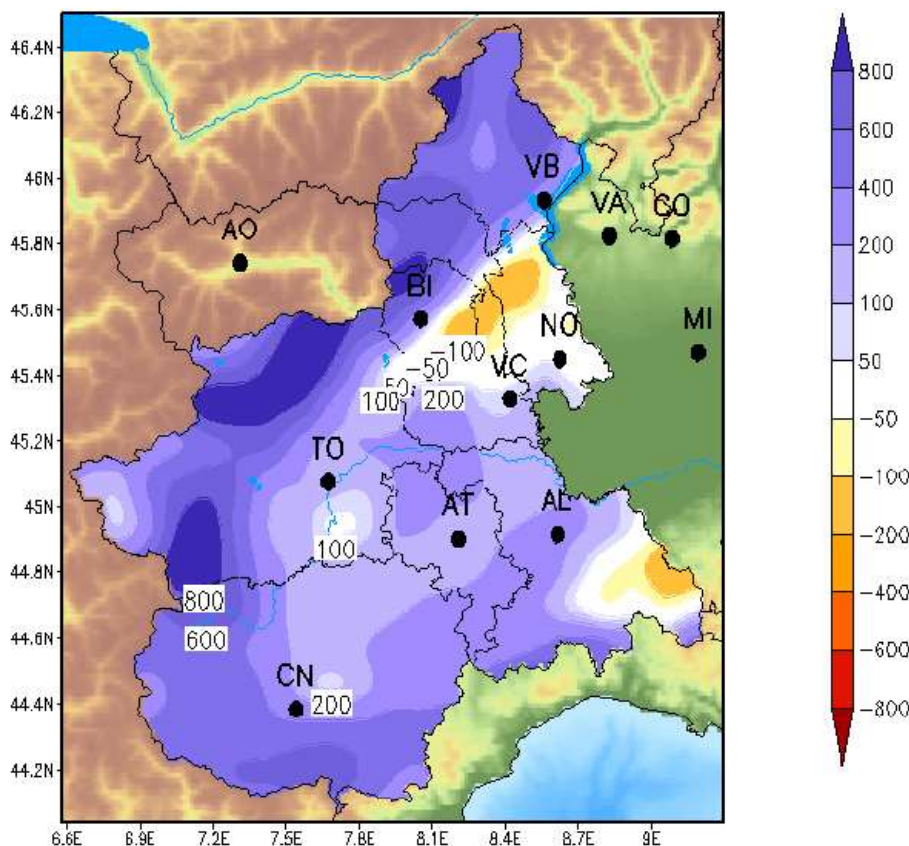 46.4N
46.2N
46N
45.8N
45.6N
45.4N
45.2N
45N
44.8N
44.6N
44.4N
44.2N
6.6E 6.9E 7.2E 7.5E 7.8E 8.1E 8.4E 8.7E 9E
VB
VA CO
AO
BI
MI
NO
-100
VC
-50
50
100 200
TO
AT AL
100
800
600
CN
200
800
600
400
200
100
50
-50
-100
-200
-400
-600
-800